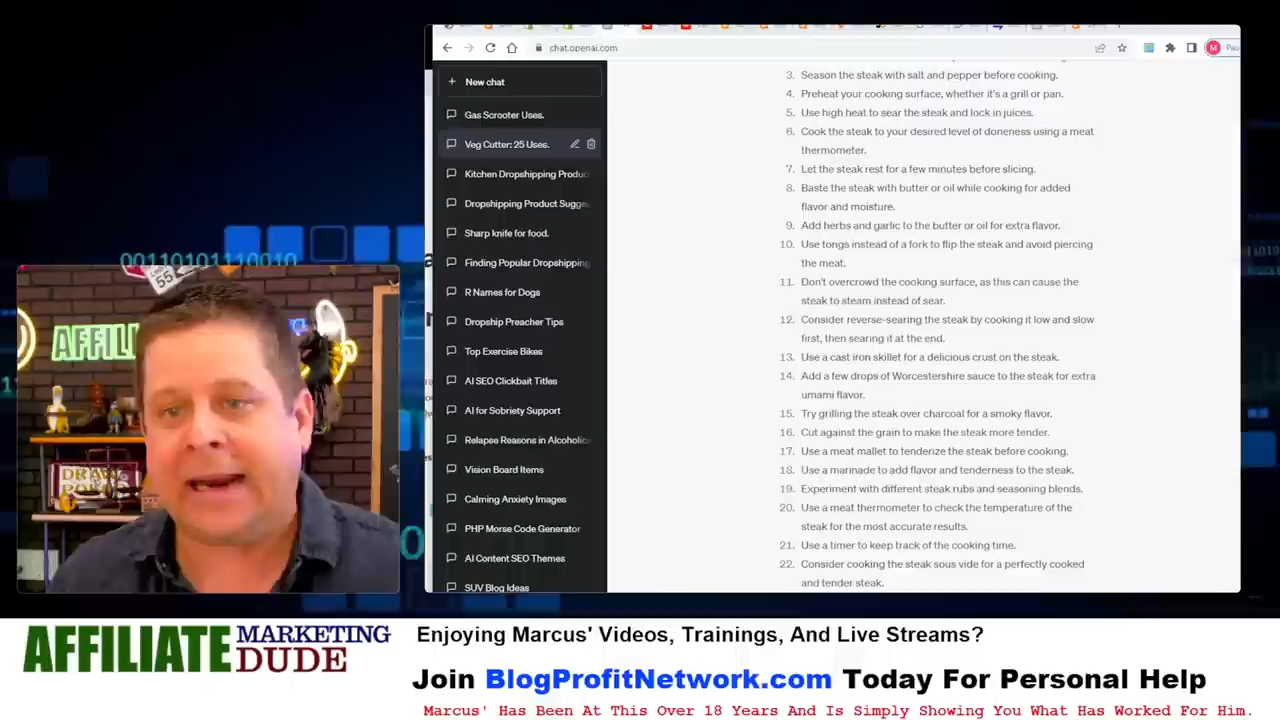 chat.openai.com
M
New chat
Gas Scrooter Uses.
Veg Cutter: 25 Uses.
Kitchen Dropshipping Produc
Dropshipping Product Sugge
Sharp knife for food.
Finding Popular Dropshipping
R Names for Dogs
Dropship Preacher Tips
Top Exercise Bikes
AI SEO Clickbait Titles
AI for Sobriety Support
Relapse Reasons in Alcoholic
Vision Board Items
Calming Anxiety Images
PHP Morse Code Generator
AI Content SEO Themes
SUV Blog Ideas
3. Season the steak with salt and pepper before cooking.
4. Preheat your cooking surface, whether it's a grill or pan.
5. Use high heat to sear the steak and lock in juices.
6. Cook the steak to your desired level of doneness using a meat
thermometer.
7. Let the steak rest for a few minutes before slicing.
8. Baste the steak with butter or oil while cooking for added
flavor and moisture.
9. Add herbs and garlic to the butter or oil for extra flavor.
10. Use tongs instead of a fork to flip the steak and avoid piercing
the meat.
11. Don't overcrowd the cooking surface, as this can cause the
steak to steam instead of sear.
12. Consider reverse-searing the steak by cooking it low and slow
first, then searing it at the end.
13. Use a cast iron skillet for a delicious crust on the steak.
14. Add a few drops of Worcestershire sauce to the steak for extra
umami flavor.
15. Try grilling the steak over charcoal for a smoky flavor.
16. Cut against the grain to make the steak more tender.
17. Use a meat mallet to tenderize the steak before cooking.
18. Use a marinade to add flavor and tenderness to the steak.
19. Experiment with different steak rubs and seasoning blends.
20. Use a meat thermometer to check the temperature of the
steak for the most accurate results.
21. Use a timer to keep track of the cooking time.
22. Consider cooking the steak sous vide for a perfectly cooked
and tender steak.
00110101110010
55
AFFILI
DRAW
POKER
AFFILIATE MARKETING
DUDE
Enjoying Marcus' Videos, Trainings, And Live Streams?
Join BlogProfitNetwork.com Today For Personal Help
Marcus' Has Been At This Over 18 Years And Is Simply Showing You What Has Worked For Him.